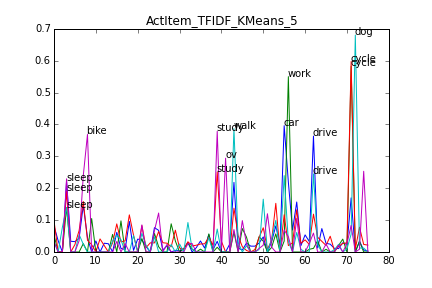 ActItem_TFIDF_KMeans_5
0.7
0.6
0.5
0.4
0.3
0.2
0.1
0.0
dog
cycle
cycle
work
bike
study
walk
car
drive
ov
study
drive
sleep
sleep
sleep
0 10 20 30 40 50 60 70 80